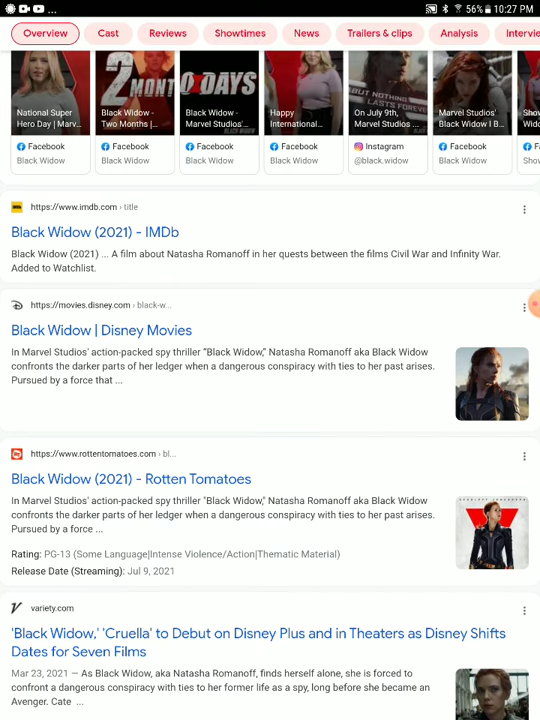 ... 56% 10:27 PM
Overview Cast Reviews Showtimes News Trailers & clips Analysis Intervie
National Super Hero Day | Marv...
2 MONT
Black Widow - Two Months |...
0 DAYS
Black Widow - Marvel Studios'...
Happy International...
BUT NOTHING LASTS FOREVER
On July 9th, Marvel Studios ...
Marvel Studios' Black Widow I B...
Facebook Facebook Facebook Facebook Instagram Facebook
Black Widow Black Widow Black Widow Black Widow @black.widow Black Widow
https://www.imdb.com › title
Black Widow (2021) - IMDb
Black Widow (2021) ... A film about Natasha Romanoff in her quests between the films Civil War and Infinity War.
Added to Watchlist.
https://movies.disney.com › black-w...
Black Widow | Disney Movies
In Marvel Studios' action-packed spy thriller "Black Widow," Natasha Romanoff aka Black Widow
confronts the darker parts of her ledger when a dangerous conspiracy with ties to her past arises.
Pursued by a force that ...
https://www.rottentomatoes.com › bl...
Black Widow (2021) - Rotten Tomatoes
In Marvel Studios' action-packed spy thriller "Black Widow," Natasha Romanoff aka Black Widow
confronts the darker parts of her ledger when a dangerous conspiracy with ties to her past arises.
Pursued by a force ...
Rating: PG-13 (Some Language|Intense Violence/Action|Thematic Material)
Release Date (Streaming): Jul 9, 2021
variety.com
'Black Widow,' 'Cruella' to Debut on Disney Plus and in Theaters as Disney Shifts
Dates for Seven Films
Mar 23, 2021 — As Black Widow, aka Natasha Romanoff, finds herself alone, she is forced to
confront a dangerous conspiracy with ties to her former life as a spy, long before she became an
Avenger. Cate ...